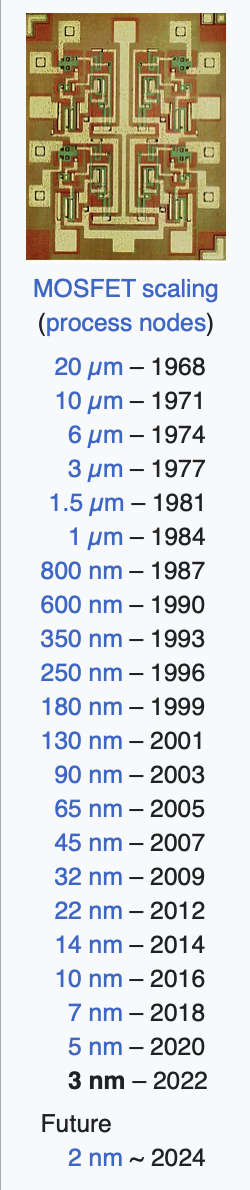 MOSFET scaling
(process nodes)
20 μm – 1968
10 μm – 1971
6 μm – 1974
3 μm – 1977
1.5 μm – 1981
1 μm – 1984
800 nm – 1987
600 nm – 1990
350 nm – 1993
250 nm – 1996
180 nm – 1999
130 nm – 2001
90 nm – 2003
65 nm – 2005
45 nm – 2007
32 nm – 2009
22 nm – 2012
14 nm – 2014
10 nm – 2016
7 nm – 2018
5 nm – 2020
3 nm – 2022
Future
2 nm ~ 2024